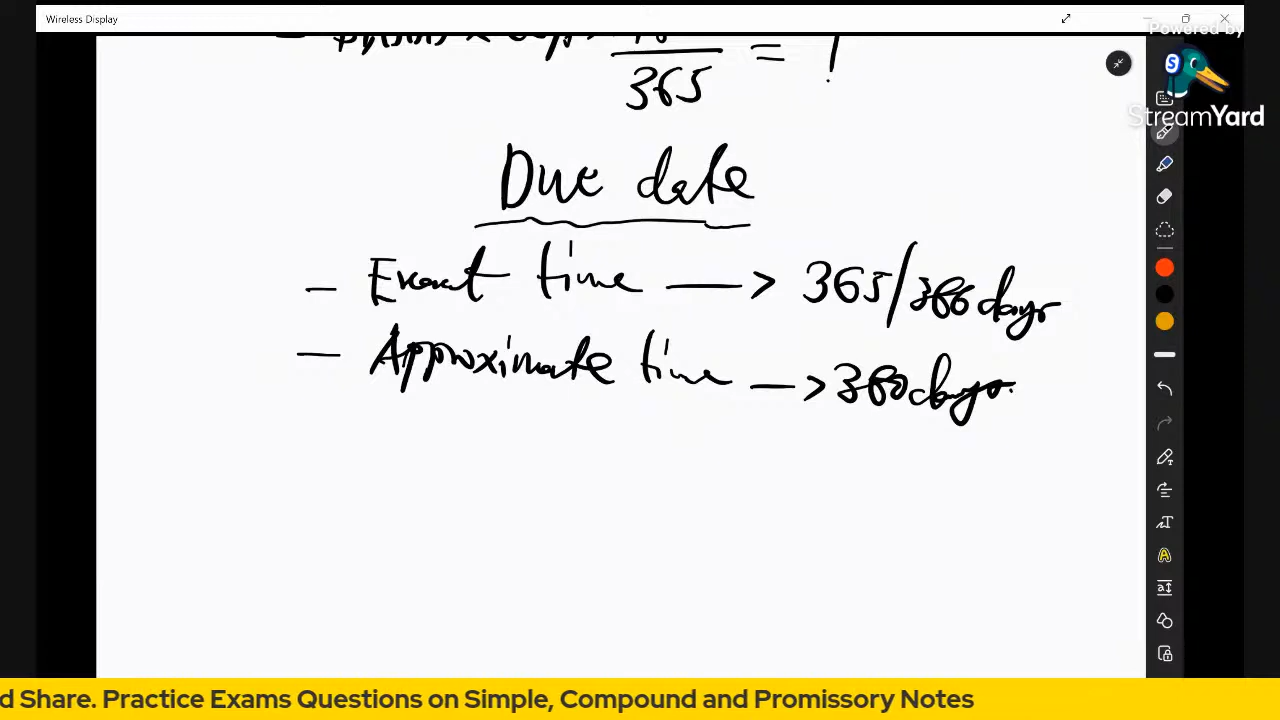 Wireless Display
Powered by
StreamYard
365 = ?
Due date
- Exact time -> 365/366 days
- Approximate time -> 360 days.
d Share. Practice Exams Questions on Simple, Compound and Promissory Notes